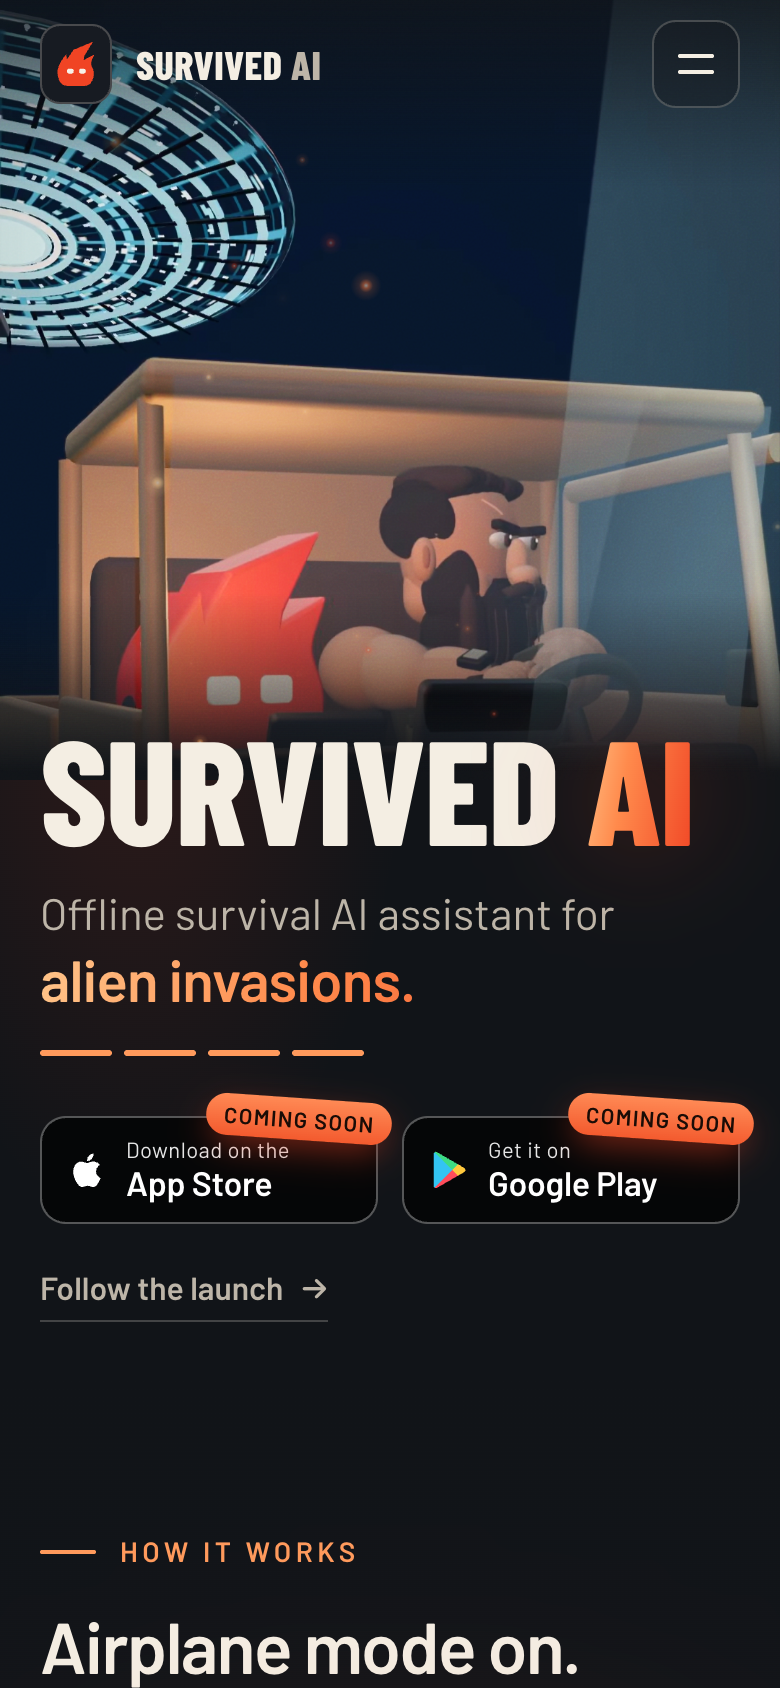 SURVIVED AI
SURVIVED AI
Offline survival AI assistant for
alien invasions.
COMING SOON
Download on the
App Store
COMING SOON
Get it on
Google Play
Follow the launch →
HOW IT WORKS
Airplane mode on.